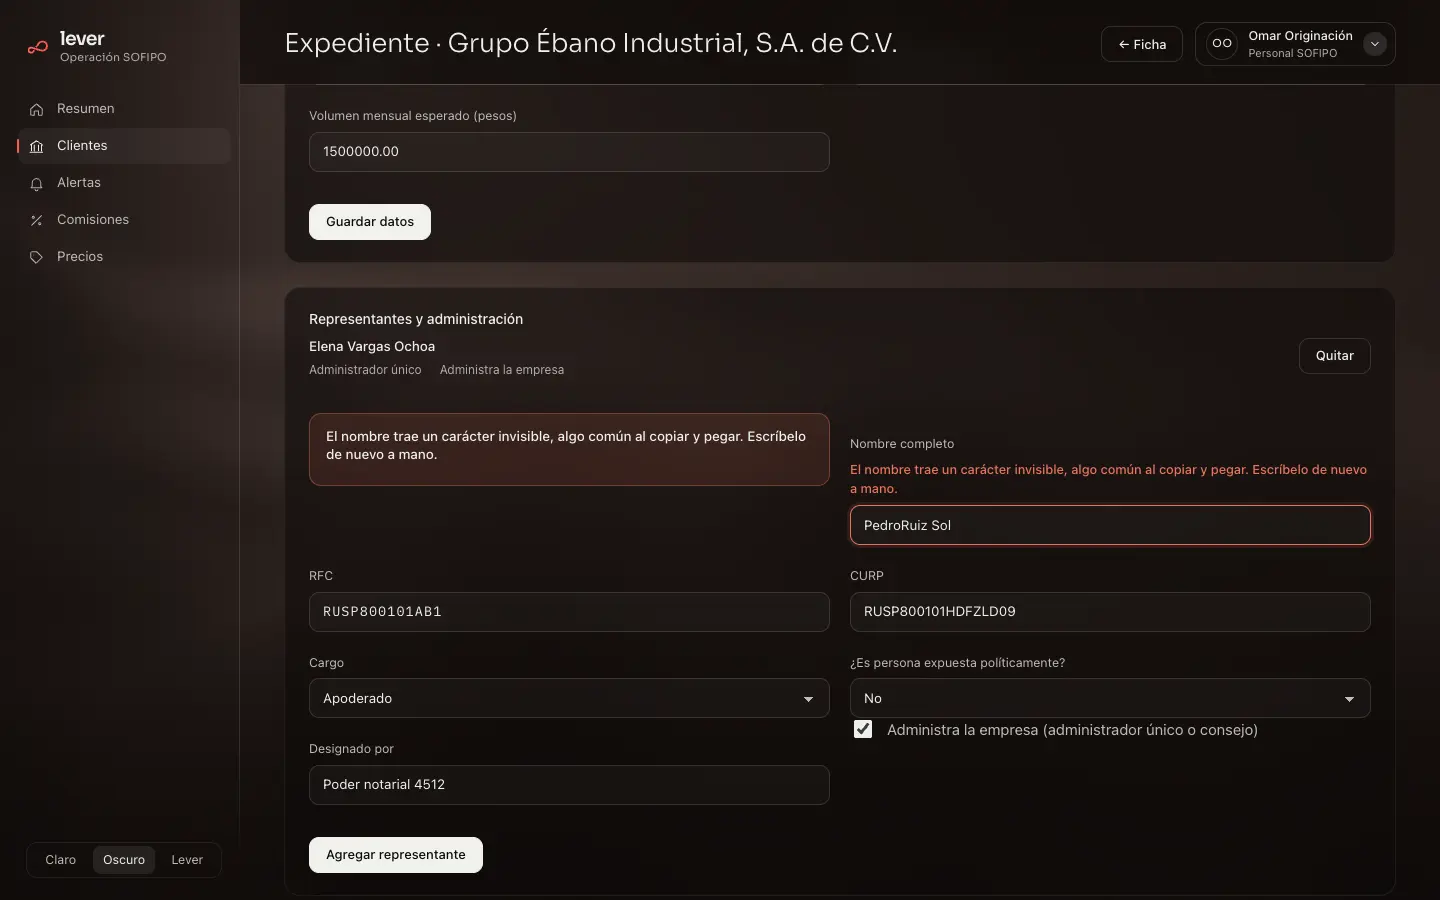 lever
Operación SOFIPO
Resumen
Clientes
Alertas
Comisiones
Precios
Claro
Oscuro
Lever
Expediente · Grupo Ébano Industrial, S.A. de C.V.
← Ficha
OO
Omar Originación
Personal SOFIPO
Volumen mensual esperado (pesos)
1500000.00
Guardar datos
Representantes y administración
Elena Vargas Ochoa
Administrador único
Administra la empresa
Quitar
El nombre trae un carácter invisible, algo común al copiar y pegar. Escríbelo
de nuevo a mano.
Nombre completo
El nombre trae un carácter invisible, algo común al copiar y pegar. Escríbelo de nuevo
a mano.
PedroRuiz Sol
RFC
RUSP800101AB1
CURP
RUSP800101HDFZLD09
Cargo
Apoderado
¿Es persona expuesta políticamente?
No
Administra la empresa (administrador único o consejo)
Designado por
Poder notarial 4512
Agregar representante